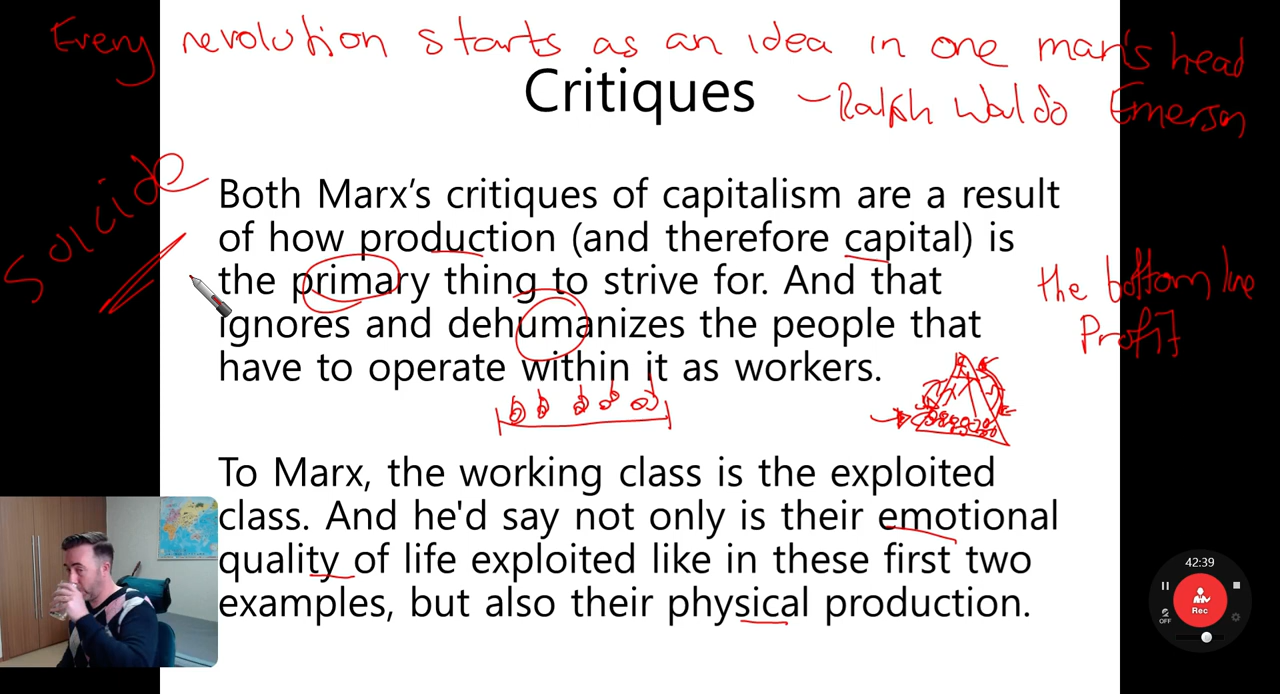 Every revolution starts as an idea in one man's head
Critiques
- Ralph Waldo Emerson
Suicide
Both Marx's critiques of capitalism are a result
of how production (and therefore capital) is
the primary thing to strive for. And that
ignores and dehumanizes the people that
have to operate within it as workers.
the bottom line
Profit
To Marx, the working class is the exploited
class. And he'd say not only is their emotional
quality of life exploited like in these first two
examples, but also their physical production.
42:39
Rec
OFF